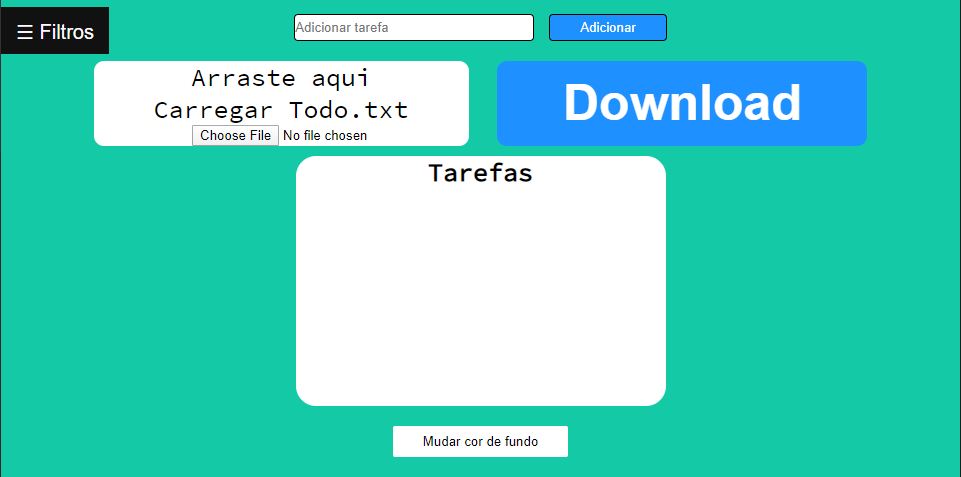 ☰ Filtros
Adicionar tarefa
Adicionar
Arraste aqui
Carregar Todo.txt
Choose File No file chosen
Download
Tarefas
Mudar cor de fundo